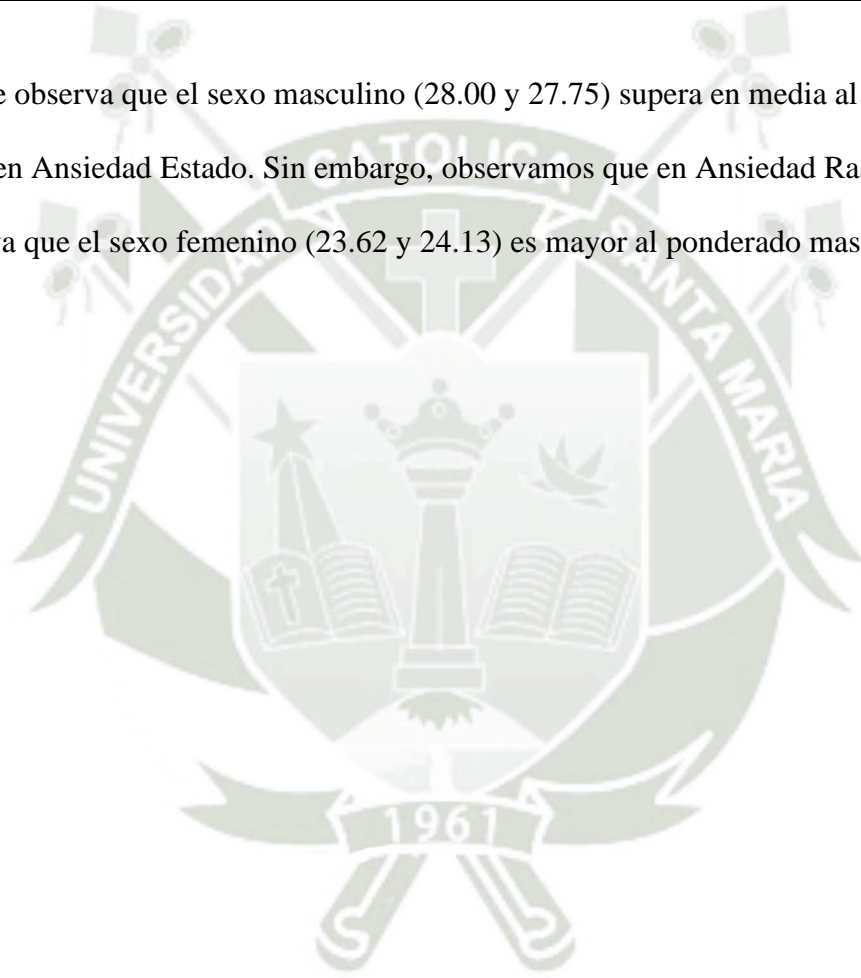 e observa que el sexo masculino (28.00 y 27.75) supera en media al
en Ansiedad Estado. Sin embargo, observamos que en Ansiedad Ra
a que el sexo femenino (23.62 y 24.13) es mayor al ponderado mas
UNIVERSIDAD CATOLICA SANTA MARIA
1961